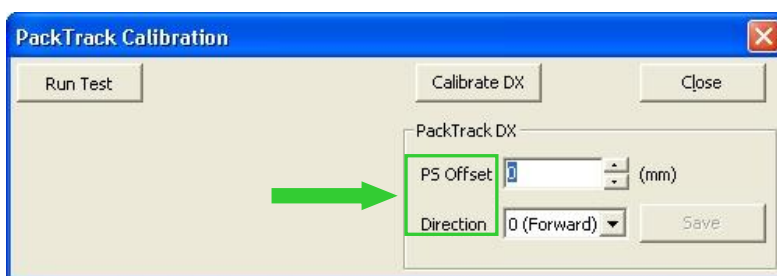 PackTrack Calibration
Run Test Calibrate DX Close
PackTrack DX
PS Offset 0 (mm)
Direction 0 (Forward) Save